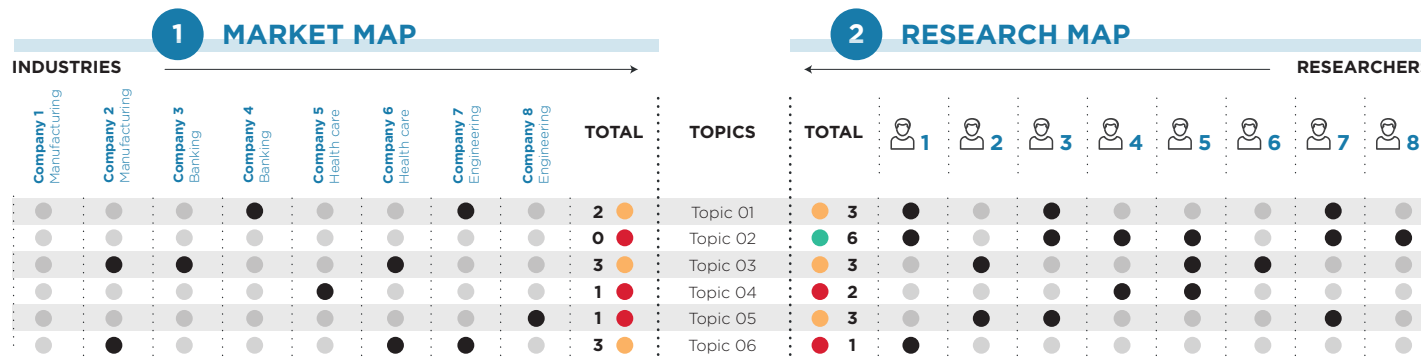 1 MARKET MAP
2 RESEARCH MAP
INDUSTRIES
RESEARCHER
Company 1
Manufacturing
Company 2
Manufacturing
Company 3
Banking
Company 4
Banking
Company 5
Health care
Company 6
Health care
Company 7
Engineering
Company 8
Engineering
TOTAL TOPICS TOTAL 1 2 3 4 5 6 7 8
2 Topic 01 3
0 Topic 02 6
3 Topic 03 3
1 Topic 04 2
1 Topic 05 3
3 Topic 06 1